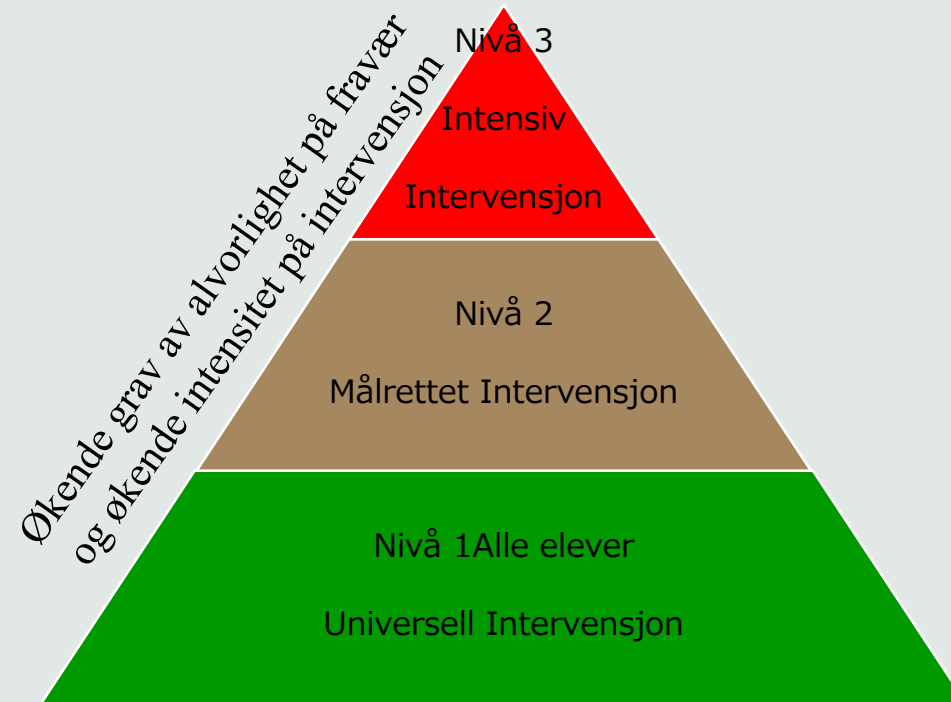 Økende grav av alvorlighet på fravær
og økende intensitet på intervensjon
Nivå 3
Intensiv
Intervensjon
Nivå 2
Målrettet Intervensjon
Nivå 1Alle elever
Universell Intervensjon